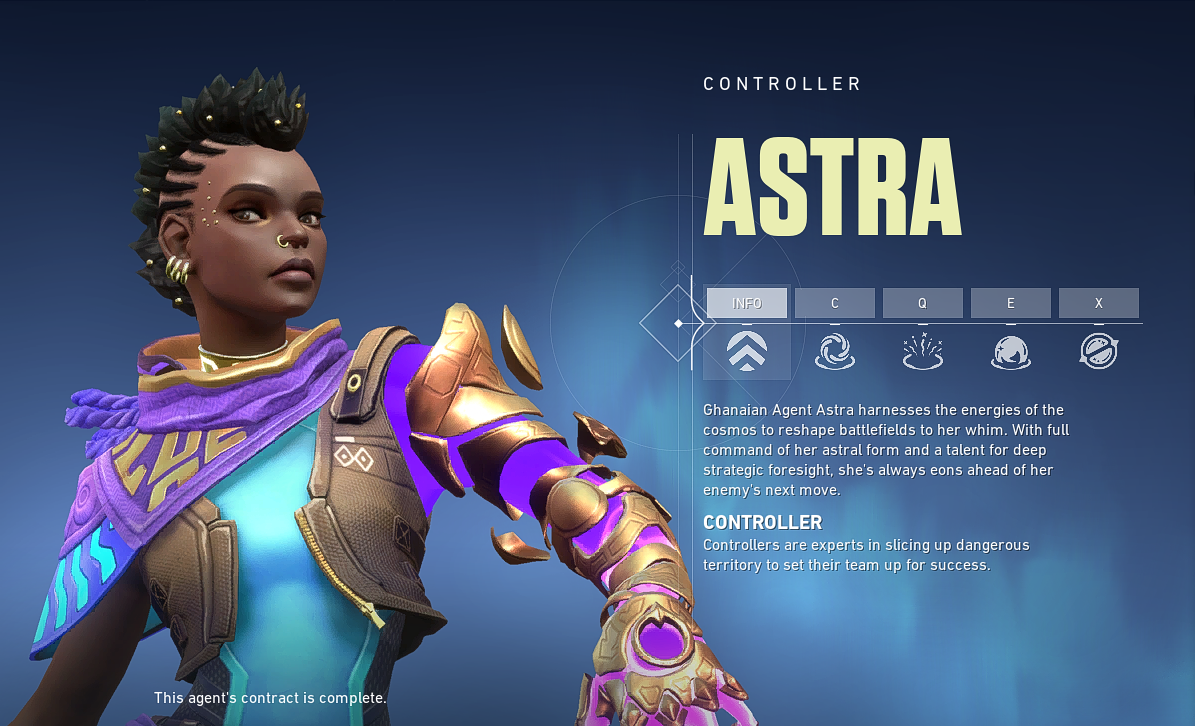 CONTROLLER
ASTRA
INFO C Q E X
Ghanaian Agent Astra harnesses the energies of the
cosmos to reshape battlefields to her whim. With full
command of her astral form and a talent for deep
strategic foresight, she's always eons ahead of her
enemy's next move.
CONTROLLER
Controllers are experts in slicing up dangerous
territory to set their team up for success.
This agent's contract is complete.